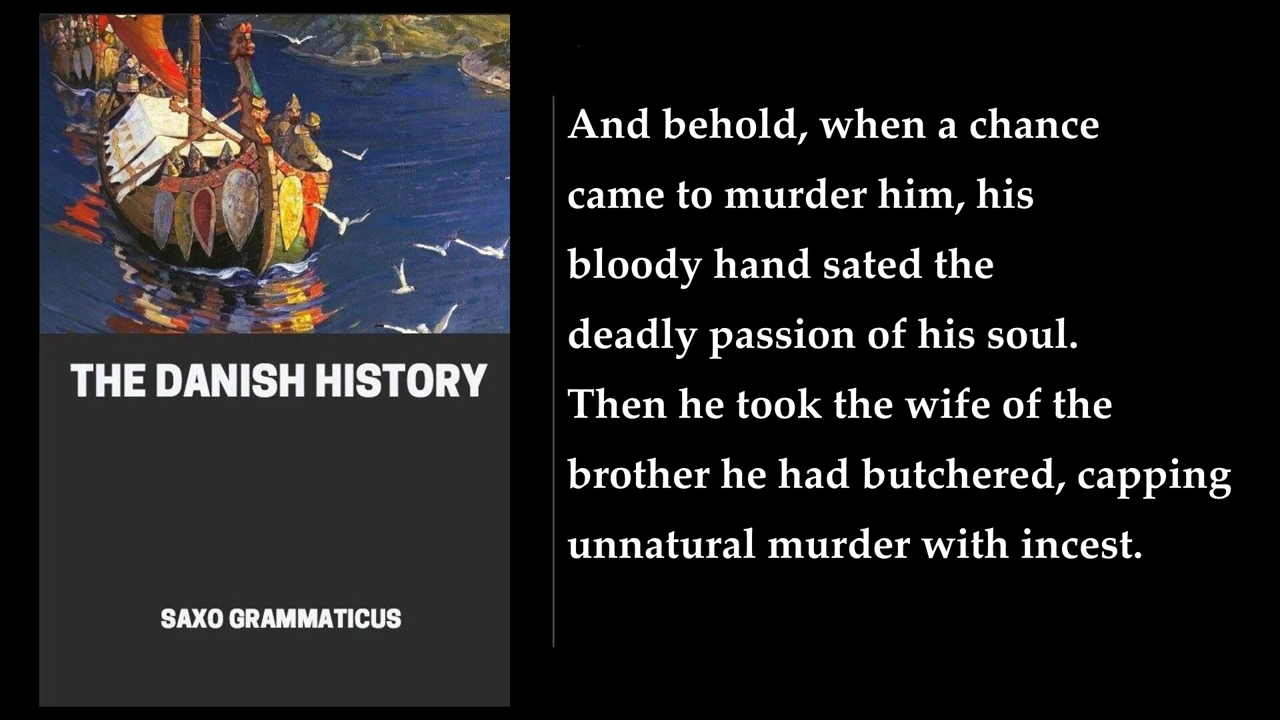 THE DANISH HISTORY
SAXO GRAMMATICUS
And behold, when a chance
came to murder him, his
bloody hand sated the
deadly passion of his soul.
Then he took the wife of the
brother he had butchered, capping
unnatural murder with incest.